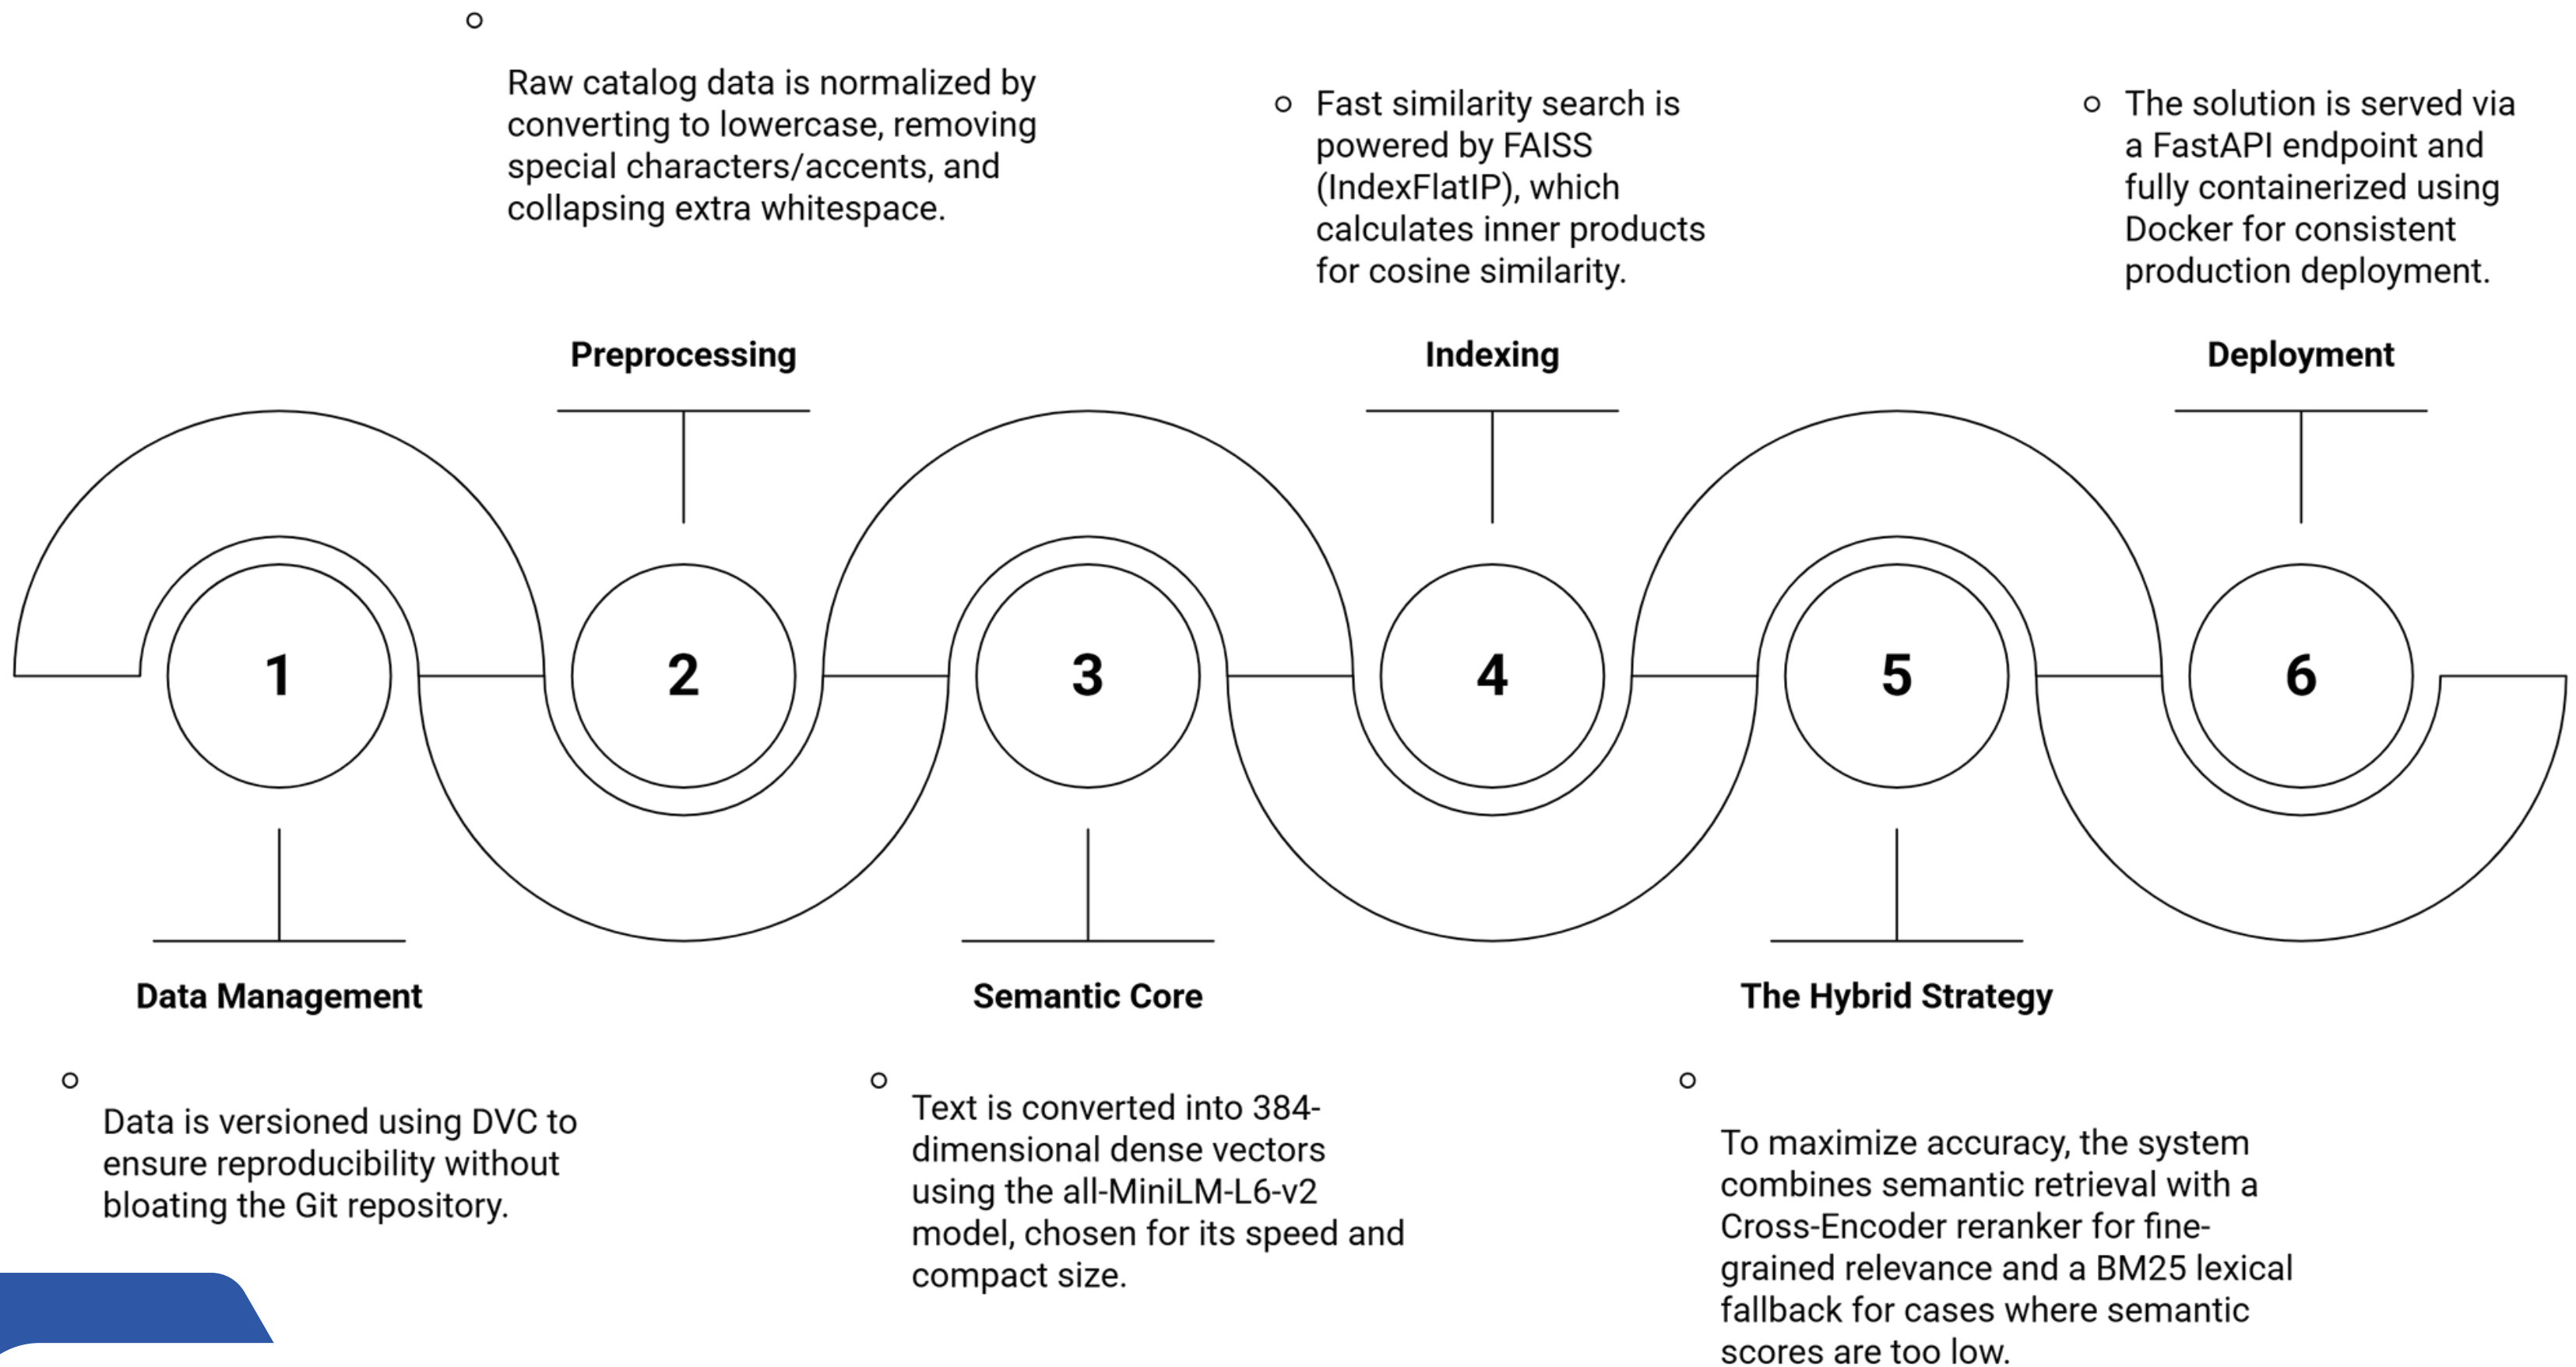 Raw catalog data is normalized by
converting to lowercase, removing
special characters/accents, and
collapsing extra whitespace.
Fast similarity search is
powered by FAISS
(IndexFlatIP), which
calculates inner products
for cosine similarity.
The solution is served via
a FastAPI endpoint and
fully containerized using
Docker for consistent
production deployment.
Preprocessing
Indexing
Deployment
1
2
3
4
5
6
Data Management
Semantic Core
The Hybrid Strategy
Data is versioned using DVC to
ensure reproducibility without
bloating the Git repository.
Text is converted into 384-
dimensional dense vectors
using the all-MiniLM-L6-v2
model, chosen for its speed and
compact size.
To maximize accuracy, the system
combines semantic retrieval with a
Cross-Encoder reranker for fine-
grained relevance and a BM25 lexical
fallback for cases where semantic
scores are too low.